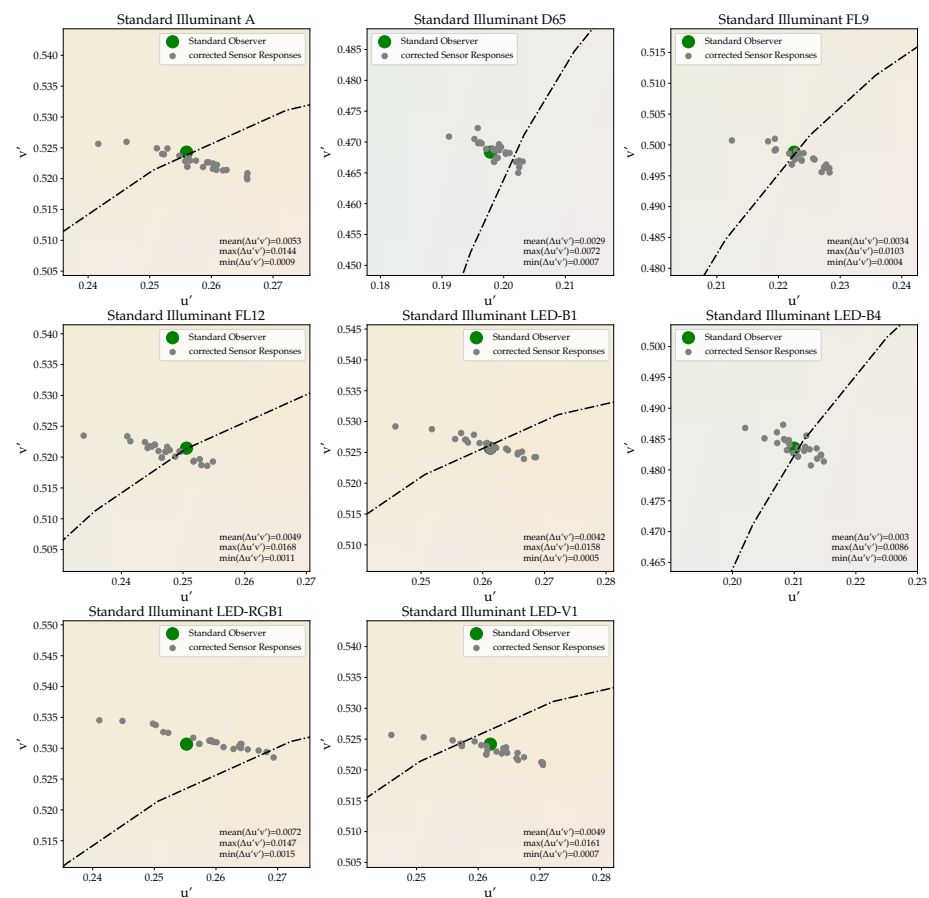 Standard Illuminant A
Standard Observer
corrected Sensor Responses
0.540
0.535
0.530
0.525
0.520
0.515
0.510
0.505
v′
mean(Δu′v′)=0.0053
max(Δu′v′)=0.0144
min(Δu′v′)=0.0009
0.24 0.25 0.26 0.27
u′
Standard Illuminant D65
Standard Observer
corrected Sensor Responses
0.485
0.480
0.475
0.470
0.465
0.460
0.455
0.450
v′
mean(Δu′v′)=0.0029
max(Δu′v′)=0.0072
min(Δu′v′)=0.0007
0.18 0.19 0.20 0.21
u′
Standard Illuminant FL9
Standard Observer
corrected Sensor Responses
0.515
0.510
0.505
0.500
0.495
0.490
0.485
0.480
v′
mean(Δu′v′)=0.0034
max(Δu′v′)=0.0103
min(Δu′v′)=0.0004
0.21 0.22 0.23 0.24
u′
Standard Illuminant FL12
Standard Observer
corrected Sensor Responses
0.540
0.535
0.530
0.525
0.520
0.515
0.510
0.505
v′
mean(Δu′v′)=0.0049
max(Δu′v′)=0.0168
min(Δu′v′)=0.0011
0.24 0.25 0.26 0.27
u′
Standard Illuminant LED-B1
Standard Observer
corrected Sensor Responses
0.545
0.540
0.535
0.530
0.525
0.520
0.515
0.510
v′
mean(Δu′v′)=0.0042
max(Δu′v′)=0.0158
min(Δu′v′)=0.0005
0.25 0.26 0.27 0.28
u′
Standard Illuminant LED-B4
Standard Observer
corrected Sensor Responses
0.500
0.495
0.490
0.485
0.480
0.475
0.470
0.465
v′
mean(Δu′v′)=0.003
max(Δu′v′)=0.0086
min(Δu′v′)=0.0006
0.20 0.21 0.22 0.23
u′
Standard Illuminant LED-RGB1
Standard Observer
corrected Sensor Responses
0.550
0.545
0.540
0.535
0.530
0.525
0.520
0.515
v′
mean(Δu′v′)=0.0072
max(Δu′v′)=0.0147
min(Δu′v′)=0.0015
0.24 0.25 0.26 0.27
u′
Standard Illuminant LED-V1
Standard Observer
corrected Sensor Responses
0.540
0.535
0.530
0.525
0.520
0.515
0.510
0.505
v′
mean(Δu′v′)=0.0049
max(Δu′v′)=0.0161
min(Δu′v′)=0.0007
0.25 0.26 0.27 0.28
u′